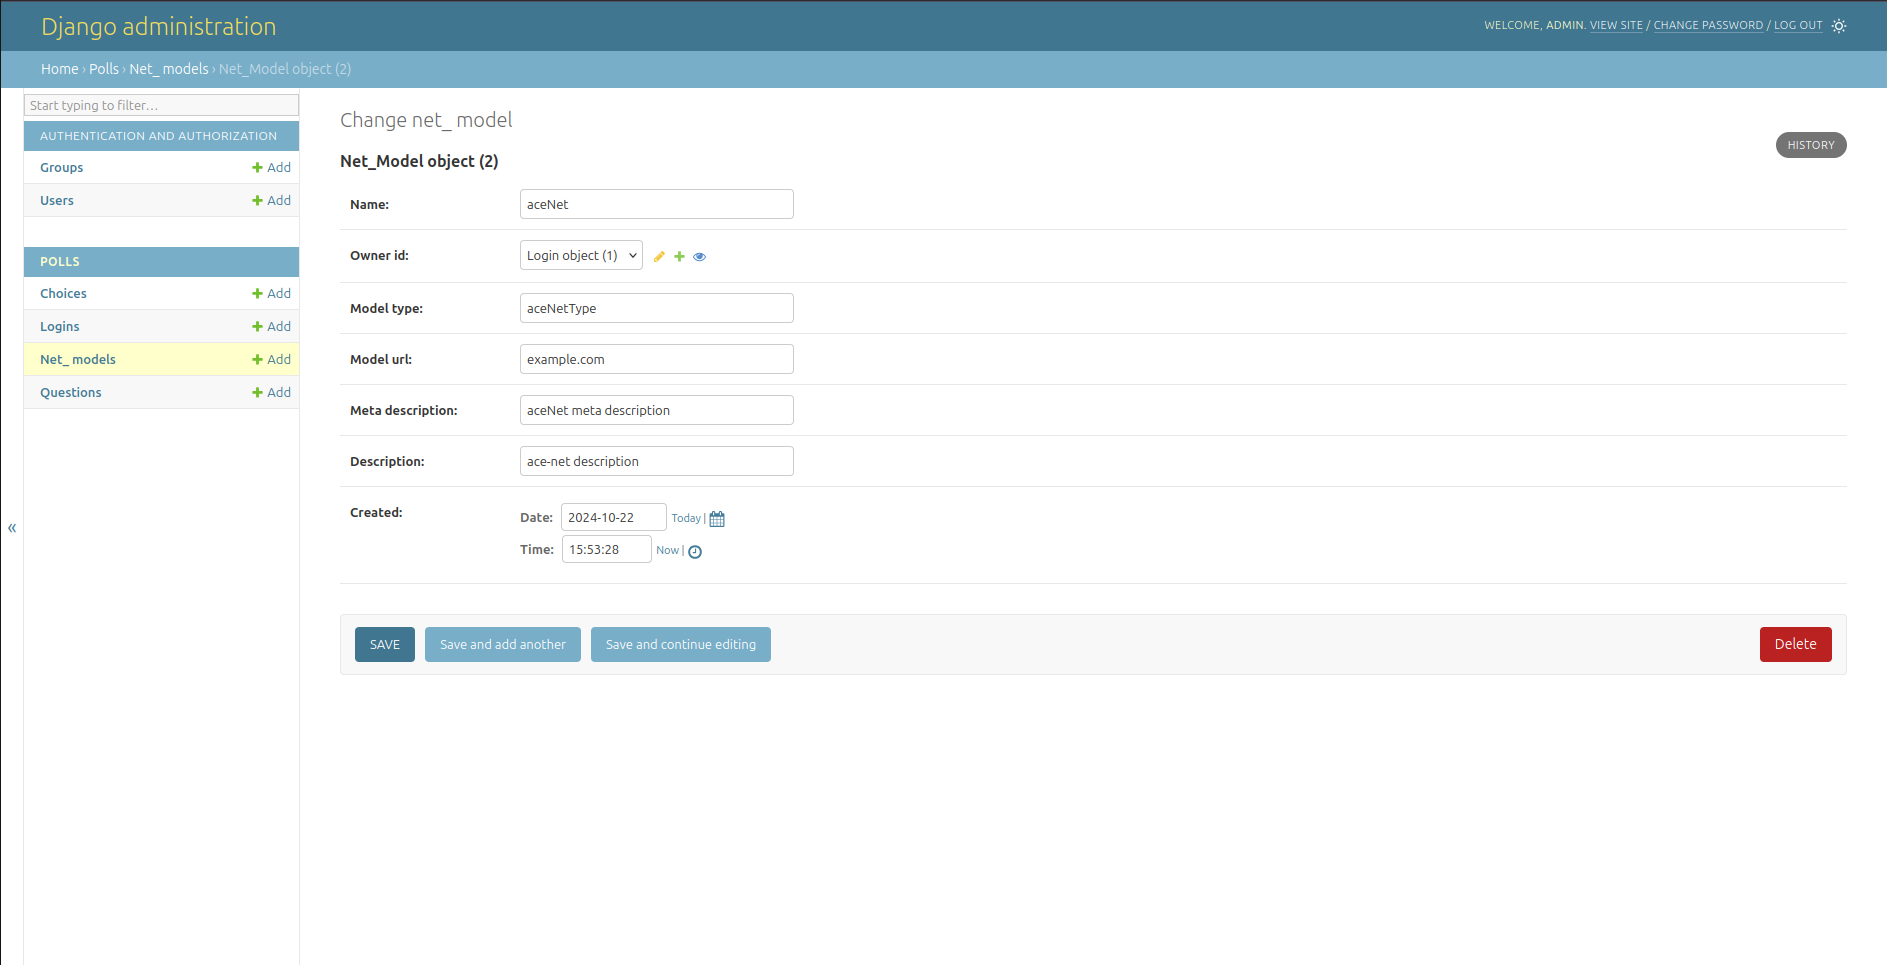 Django administration
WELCOME, ADMIN. VIEW SITE / CHANGE PASSWORD / LOG OUT
Home › Polls › Net_ models › Net_Model object (2)
Start typing to filter...
AUTHENTICATION AND AUTHORIZATION
Groups Add
Users Add
POLLS
Choices Add
Logins Add
Net_ models Add
Questions Add
«
Change net_ model
HISTORY
Net_Model object (2)
Name: aceNet
Owner id: Login object (1)
Model type: aceNetType
Model url: example.com
Meta description: aceNet meta description
Description: ace-net description
Created: Date: 2024-10-22 Today |
Time: 15:53:28 Now |
SAVE Save and add another Save and continue editing Delete